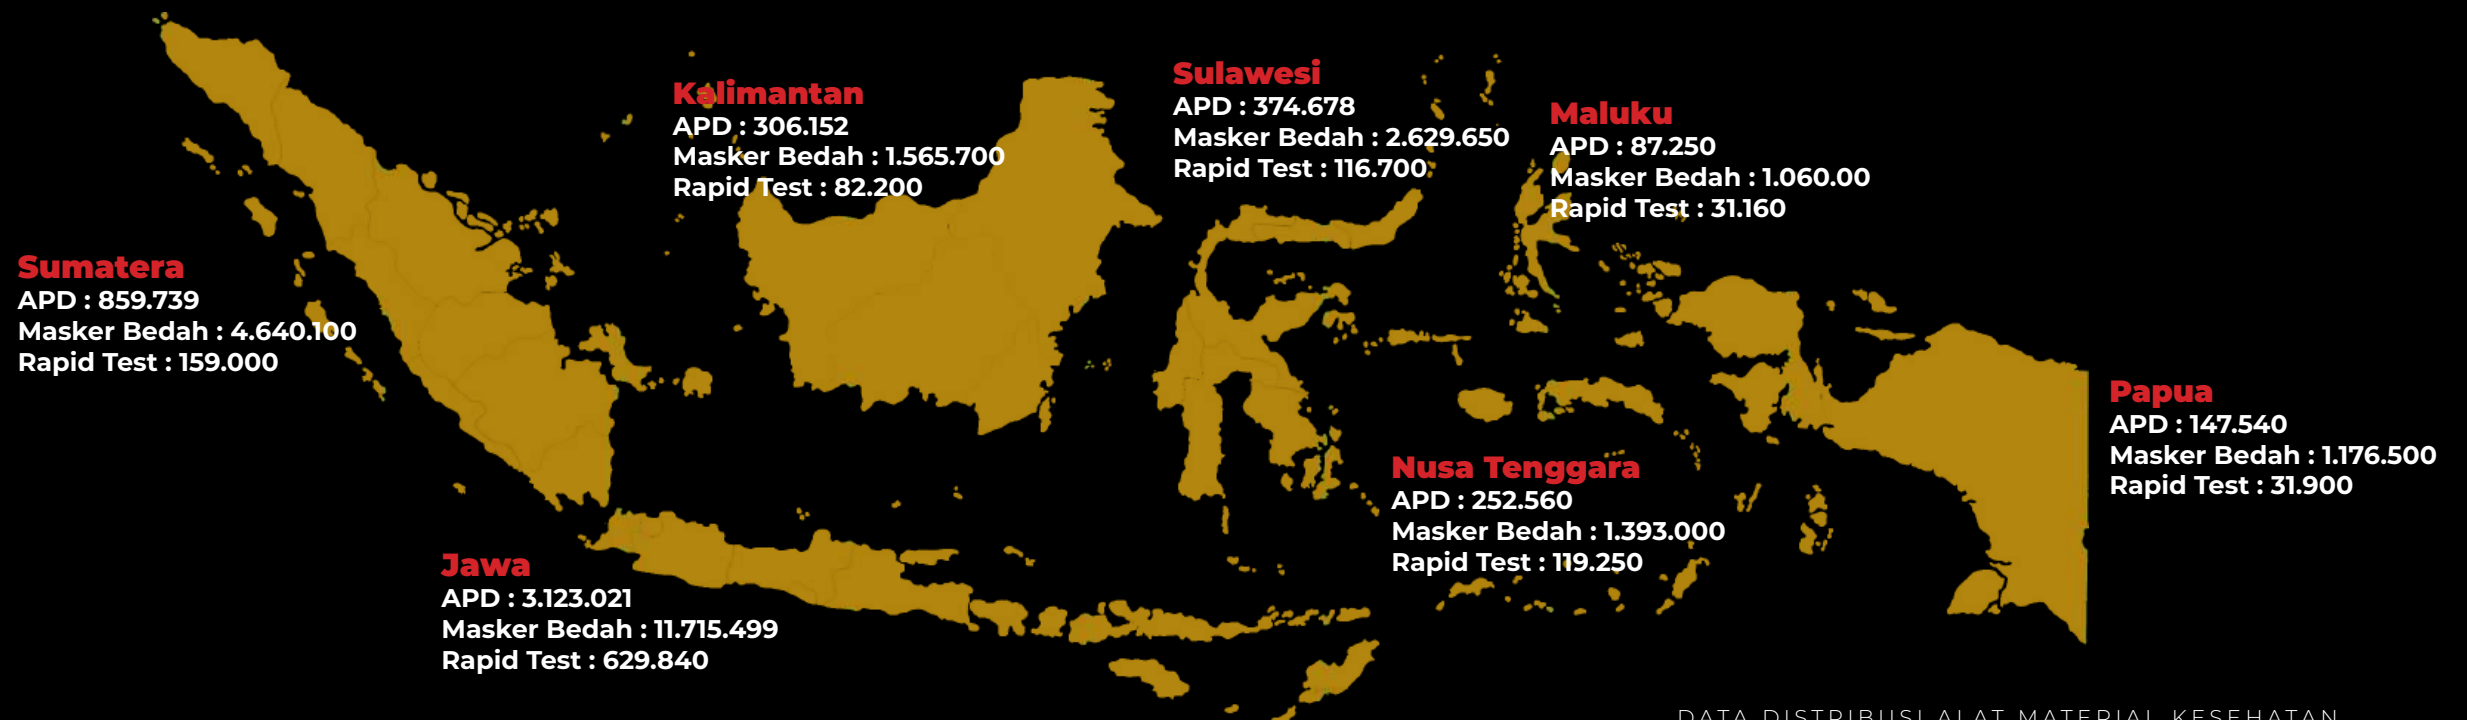 Sumatera
APD : 859.739
Masker Bedah : 4.640.100
Rapid Test : 159.000
Kalimantan
APD : 306.152
Masker Bedah : 1.565.700
Rapid Test : 82.200
Sulawesi
APD : 374.678
Masker Bedah : 2.629.650
Rapid Test : 116.700
Maluku
APD : 87.250
Masker Bedah : 1.060.00
Rapid Test : 31.160
Papua
APD : 147.540
Masker Bedah : 1.176.500
Rapid Test : 31.900
Nusa Tenggara
APD : 252.560
Masker Bedah : 1.393.000
Rapid Test : 119.250
Jawa
APD : 3.123.021
Masker Bedah : 11.715.499
Rapid Test : 629.840
DATA DISTRIBUSI ALAT MATERIAL KESEHATAN